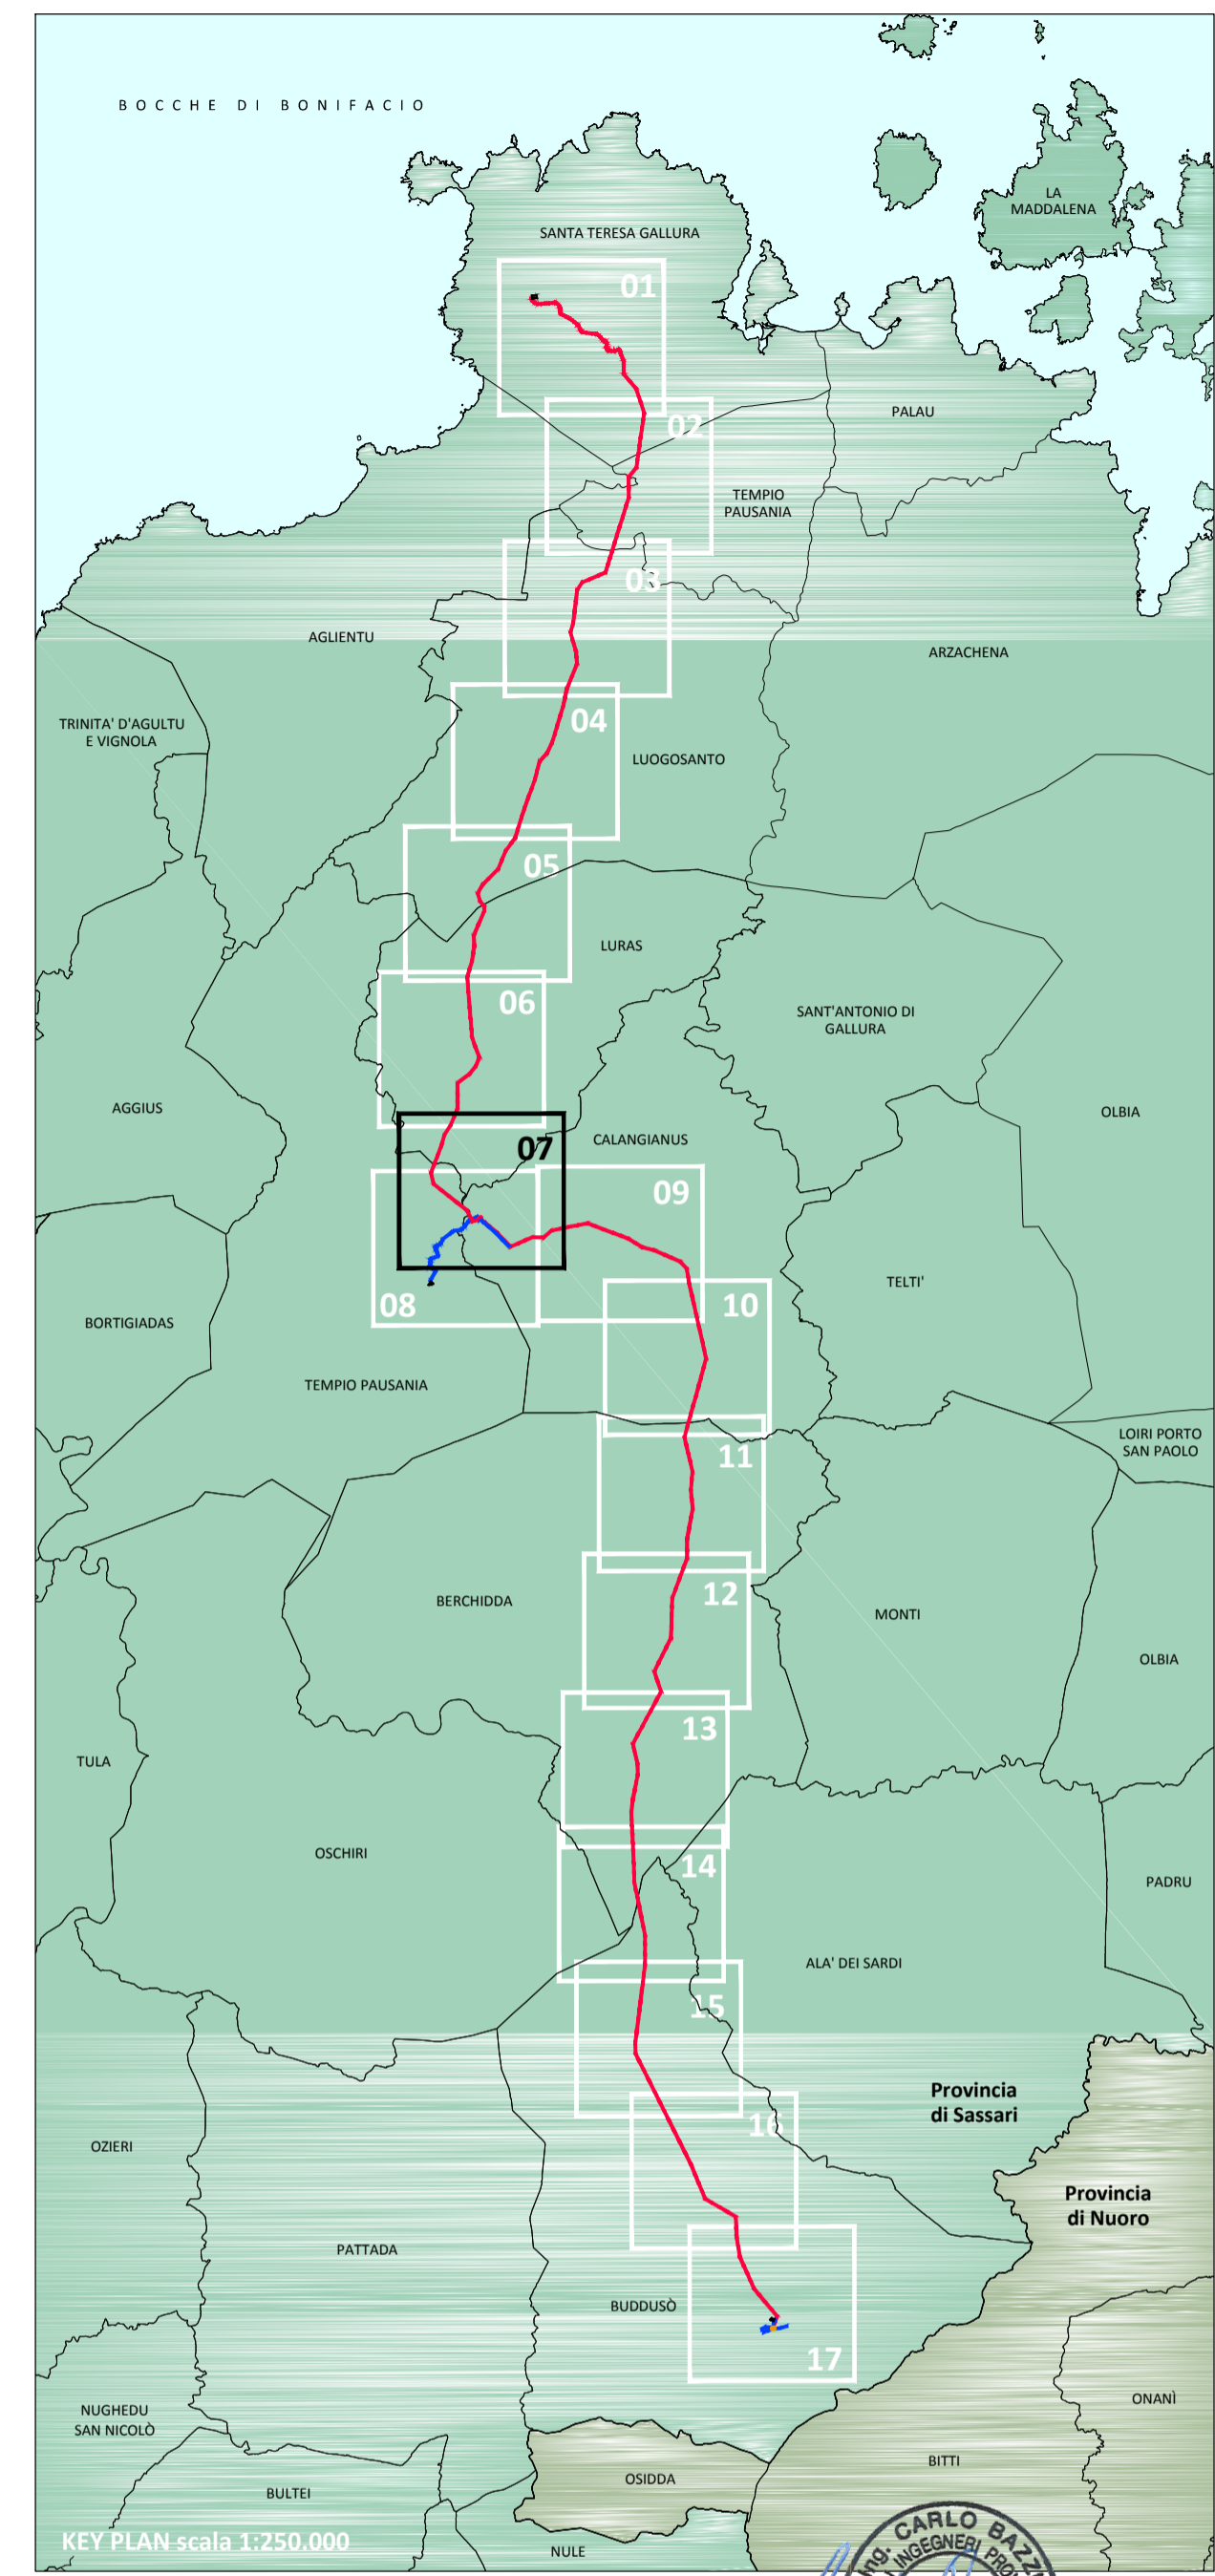 BOCCHE DI BONIFACIO
LA
MADDALENA
SANTA TERESA GALLURA
01
PALAU
02
TEMPIO
PAUSANIA
03
AGLIENTU
ARZACHENA
04
TRINITA' D'AGULTU
E VIGNOLA
LUOGOSANTO
05
LURAS
06
SANT'ANTONIO DI
GALLURA
AGGIUS
OLBIA
07
CALANGIANUS
09
TELTI'
08
10
BORTIGIADAS
TEMPIO PAUSANIA
LOIRI PORTO
SAN PAOLO
11
12
BERCHIDDA
MONTI
OLBIA
13
TULA
OSCHIRI
14
PADRU
ALA' DEI SARDI
15
Provincia
di Sassari
16
OZIERI
Provincia
di Nuoro
PATTADA
BUDDUSÒ
17
ONANÌ
NUGHEDU
SAN NICOLÒ
BITTI
OSIDDA
BULTEI
KEY PLAN scala 1:250.000
NULE
Ing. CARLO
INGEGNERI